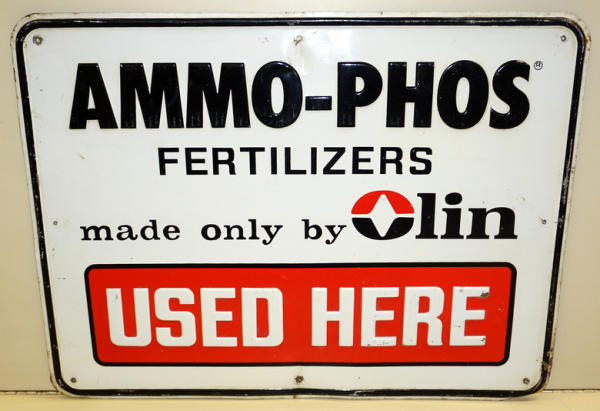 AMMO-PHOS®
FERTILIZERS
made only by Olin
USED HERE